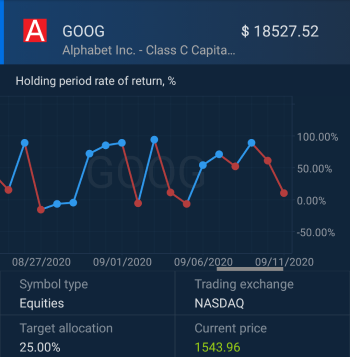 A GOOG $ 18527.52
Alphabet Inc. - Class C Capita...
Holding period rate of return, %
GOOG
100.00%
50.00%
0.00%
-50.00%
08/27/2020 09/01/2020 09/06/2020 09/11/2020
Symbol type Trading exchange
Equities NASDAQ
Target allocation Current price
25.00% 1543.96